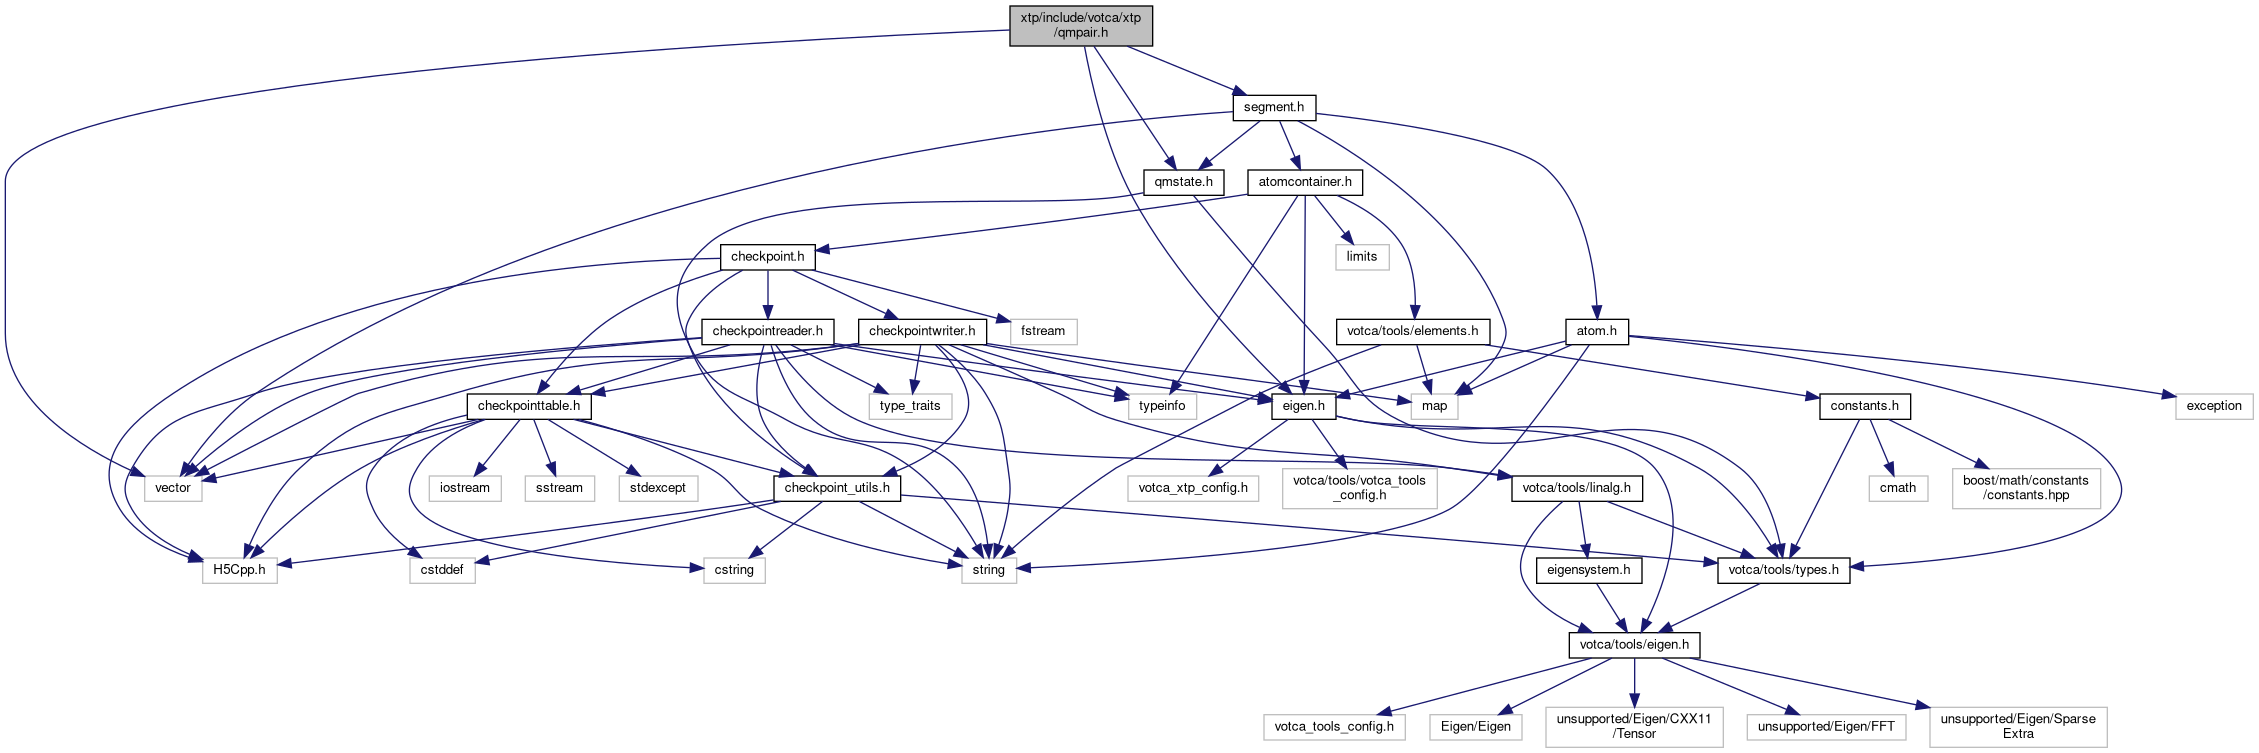 xtp/include/votca/xtp
/qmpair.h
segment.h
qmstate.h
atomcontainer.h
checkpoint.h
limits
checkpointreader.h
checkpointwriter.h
fstream
votca/tools/elements.h
atom.h
checkpointtable.h
type_traits
typeinfo
eigen.h
map
constants.h
exception
vector
iostream
sstream
stdexcept
checkpoint_utils.h
votca_xtp_config.h
votca/tools/votca_tools
_config.h
votca/tools/linalg.h
cmath
boost/math/constants
/constants.hpp
H5Cpp.h
cstddef
cstring
string
eigensystem.h
votca/tools/types.h
votca/tools/eigen.h
votca_tools_config.h
Eigen/Eigen
unsupported/Eigen/CXX11
/Tensor
unsupported/Eigen/FFT
unsupported/Eigen/Sparse
Extra